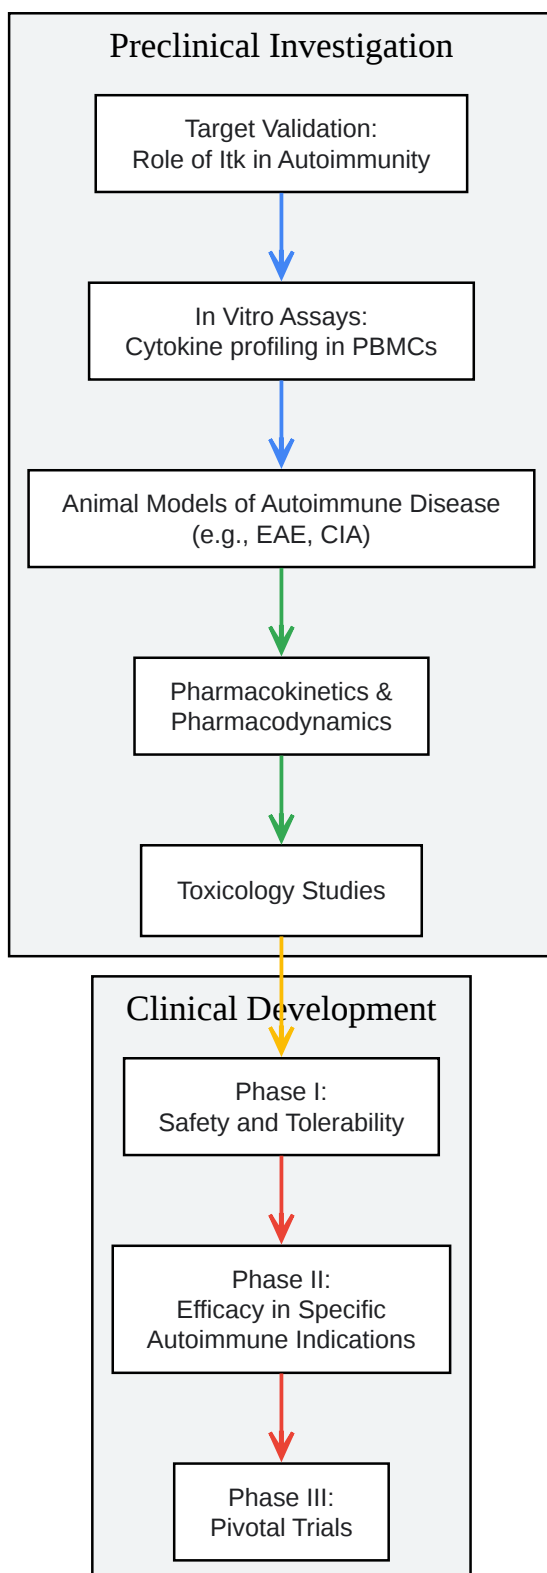 Preclinical Investigation
Target Validation:
Role of Itk in Autoimmunity
In Vitro Assays:
Cytokine profiling in PBMCs
Animal Models of Autoimmune Disease
(e.g., EAE, CIA)
Pharmacokinetics &
Pharmacodynamics
Toxicology Studies
Clinical Development
Phase I:
Safety and Tolerability
Phase II:
Efficacy in Specific
Autoimmune Indications
Phase III:
Pivotal Trials